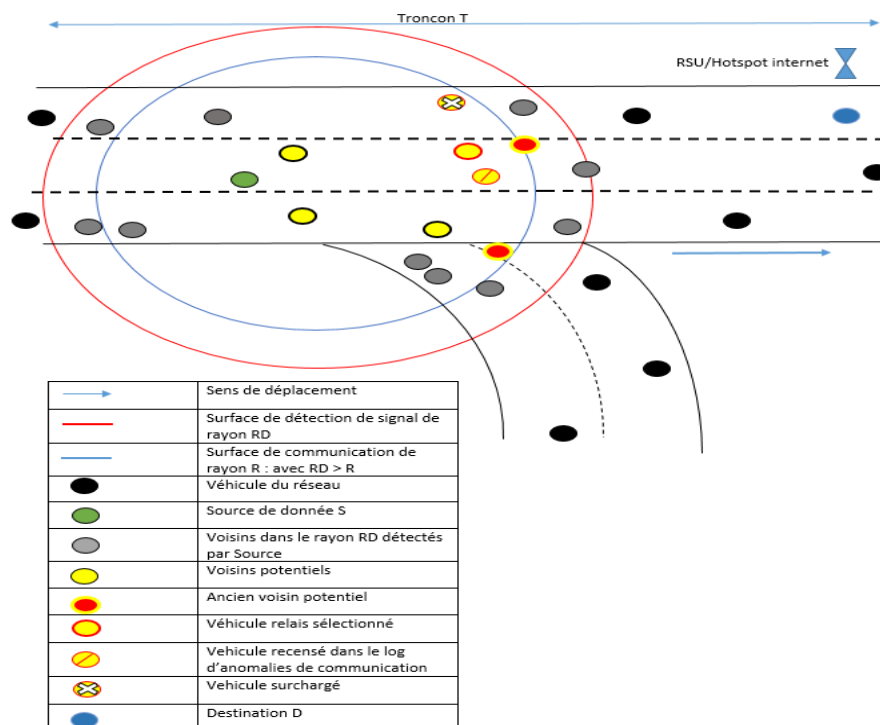 Troncon T
RSU/Hotspot internet
Sens de déplacement
Surface de détection de signal de
rayon RD
Surface de communication de
rayon R : avec RD > R
Véhicule du réseau
Source de donnée S
Voisins dans le rayon RD détectés
par Source
Voisins potentiels
Ancien voisin potentiel
Véhicule relais sélectionné
Vehicule recensé dans le log
d'anomalies de communication
Vehicule surchargé
Destination D